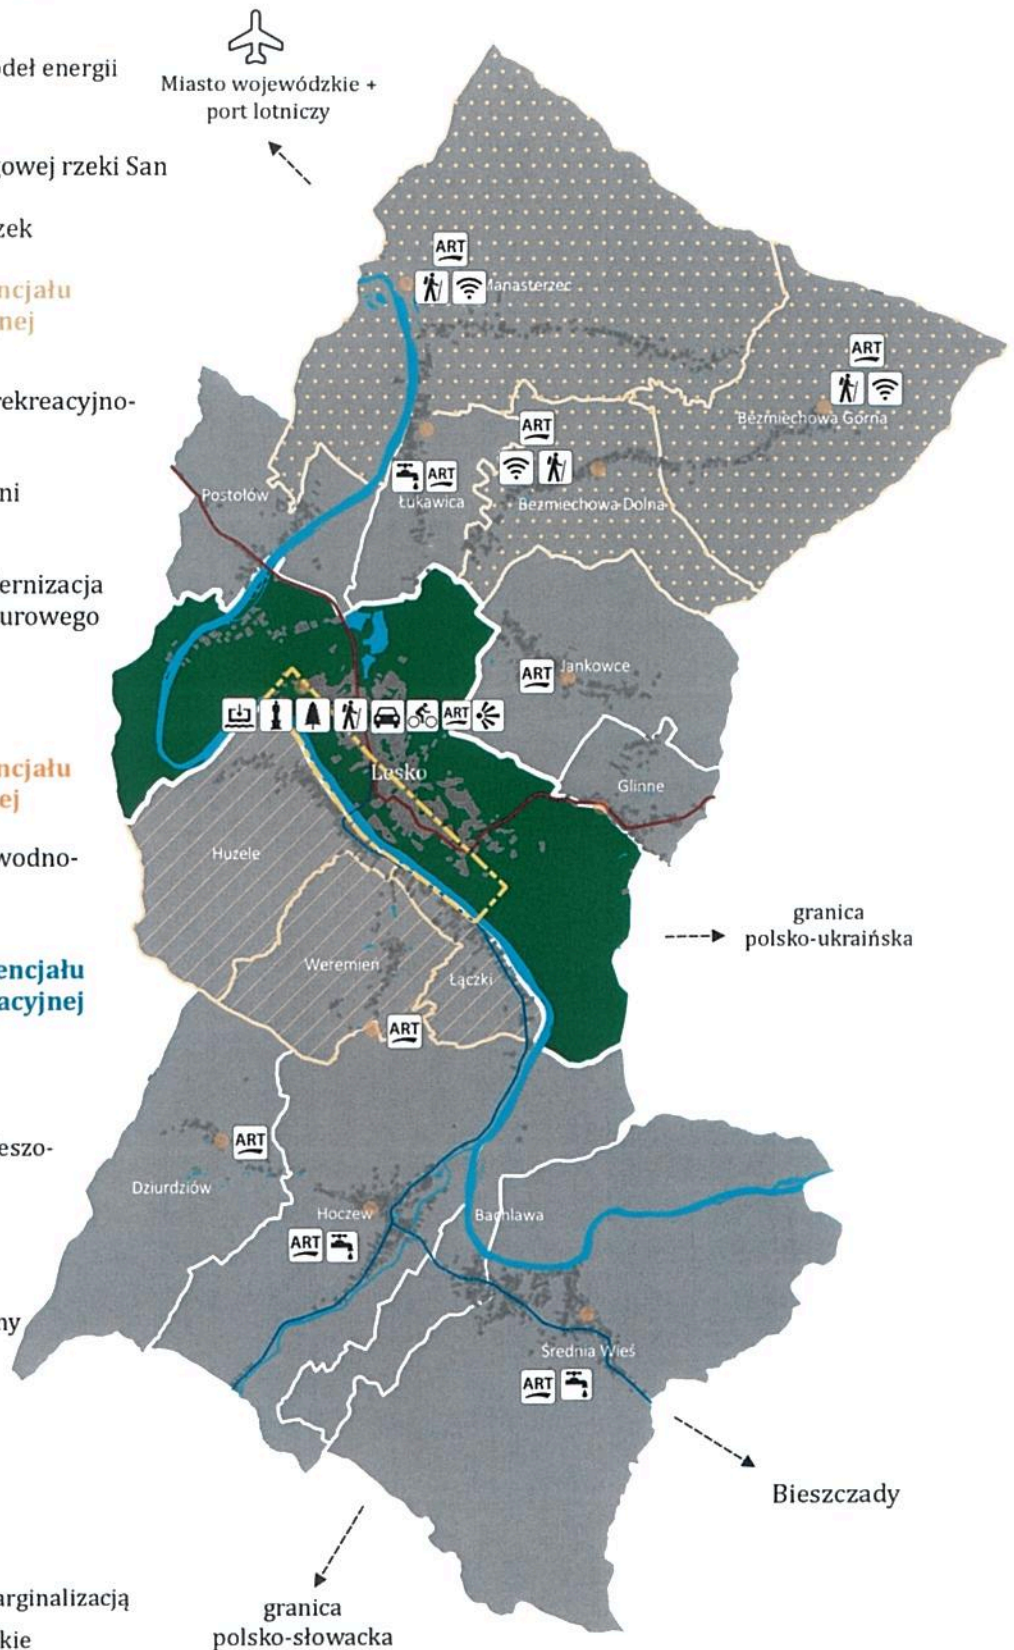 deł energii
Miasto wojewódzkie +
port lotniczy
gowej rzeki San
zek
ncjału
nej
rekreacyjno-
ni
ernizacja
urowego
ncjału
ej
wodno-
encjału
acyjnej
eszo-
ny
arginalizacją
kie
ART
Manasterzec
ART
Bezmiechowa Górna
ART
Bezmiechowa Dolna
ART
Łukawica
Postołów
ART
Jankowce
ART
Lesko
Glinne
Huzele
granica
polsko-ukraińska
Weremień
Łączki
ART
ART
Dziurdziów
Hoczew
ART
Bachlawa
Średnia Wieś
ART
Bieszczady
granica
polsko-słowacka